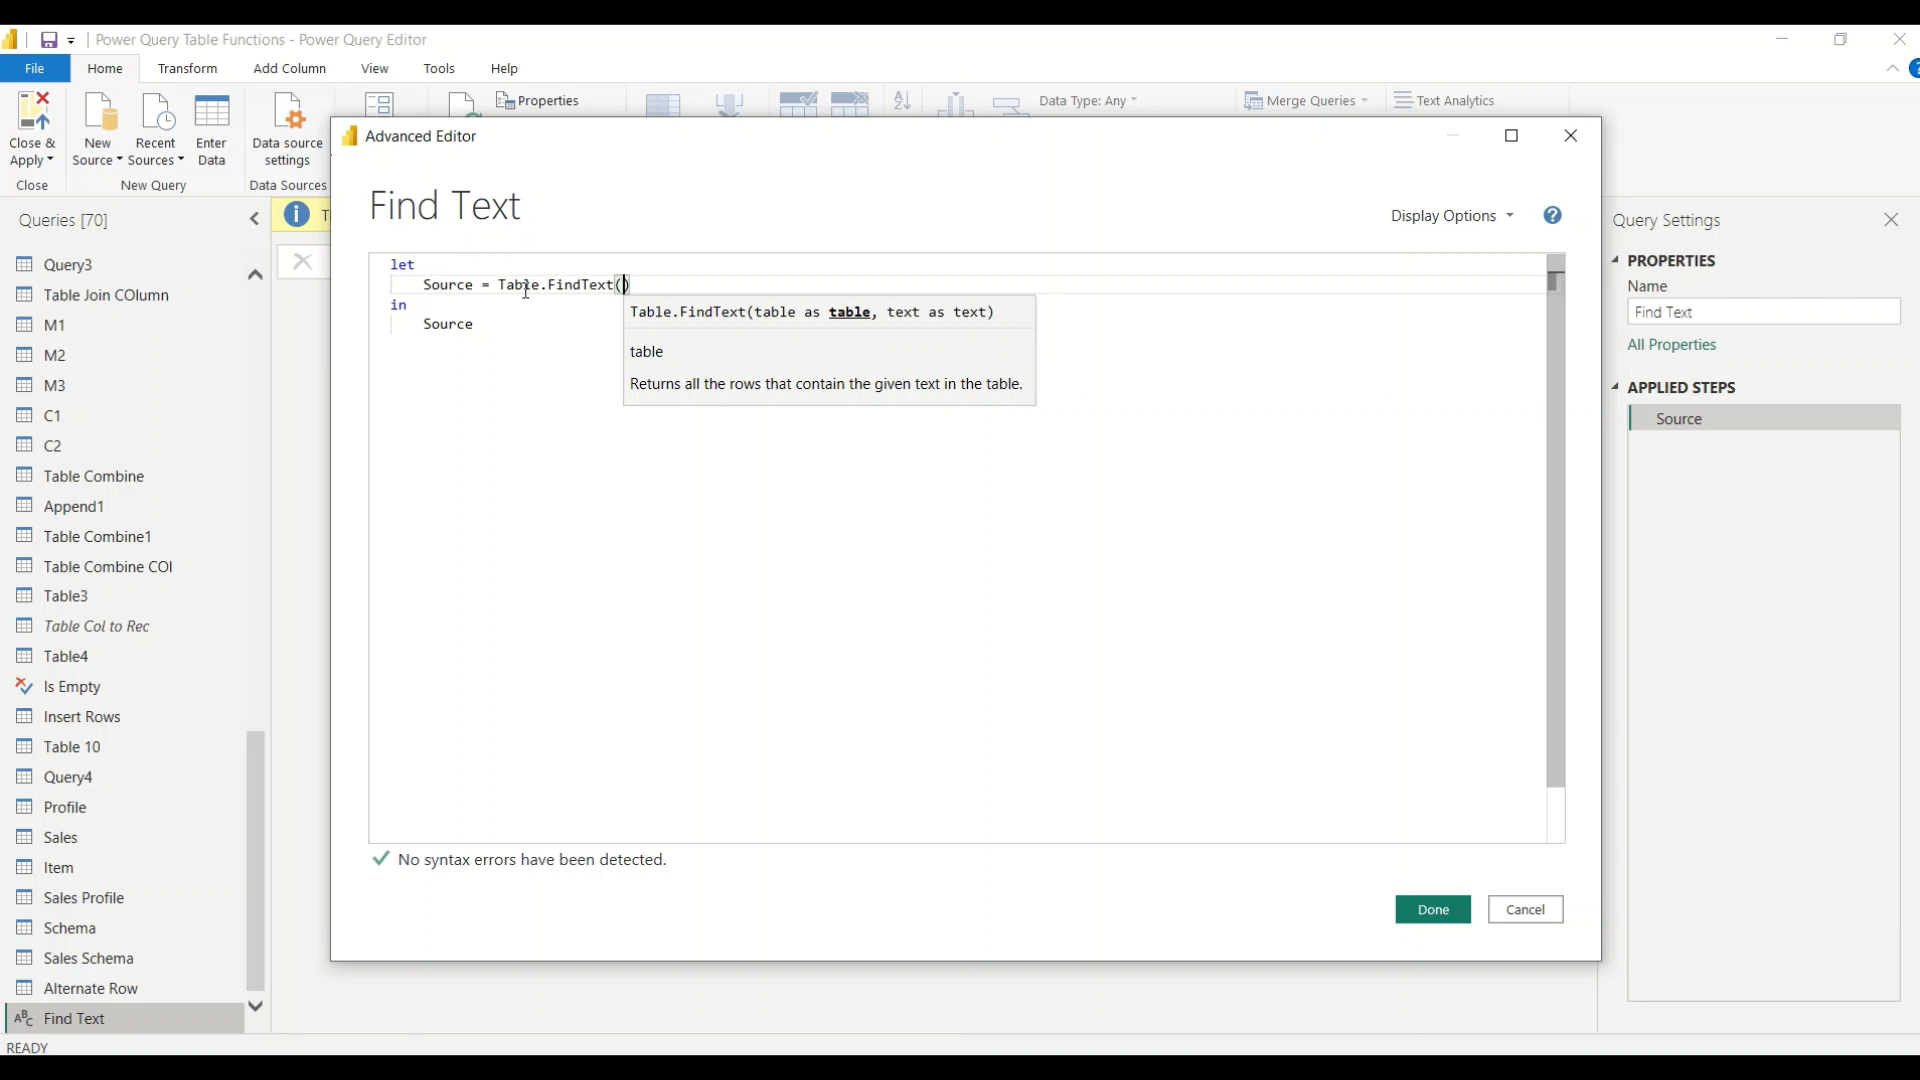 Power Query Table Functions - Power Query Editor
File Home Transform Add Column View Tools Help
Close & Apply
New Source
Recent Sources
Enter Data
Data source settings
Properties
Data Type: Any
Merge Queries
Text Analytics
Close
New Query
Data Sources
Queries [70]
Query3
Table Join COlumn
M1
M2
M3
C1
C2
Table Combine
Append1
Table Combine1
Table Combine COI
Table3
Table Col to Rec
Table4
Is Empty
Insert Rows
Table 10
Query4
Profile
Sales
Item
Sales Profile
Schema
Sales Schema
Alternate Row
ABC Find Text
READY
T
Advanced Editor
Find Text
Display Options
?
let
Source = Table.FindText()
in
Source
Table.FindText(table as table, text as text)
table
Returns all the rows that contain the given text in the table.
No syntax errors have been detected.
Done
Cancel
Query Settings
PROPERTIES
Name
Find Text
All Properties
APPLIED STEPS
Source